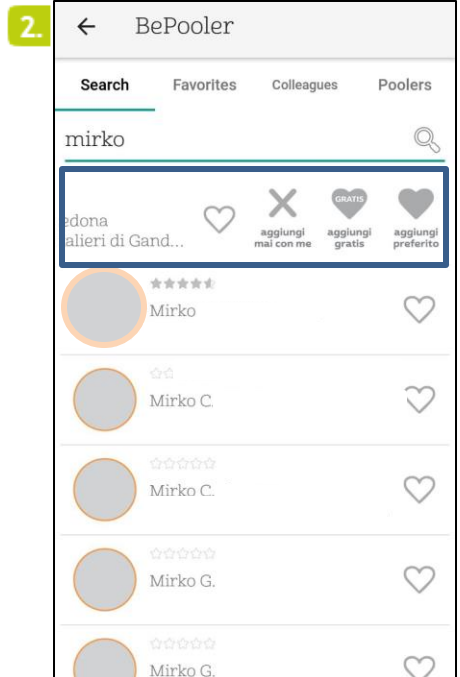 2.
BePooler
Search Favorites Colleagues Poolers
mirko
edona
alieri di Gand...
aggiungi
mai con me
GRATIS
aggiungi
gratis
aggiungi
preferito
Mirko
Mirko C.
Mirko C.
Mirko G.
Mirko G.